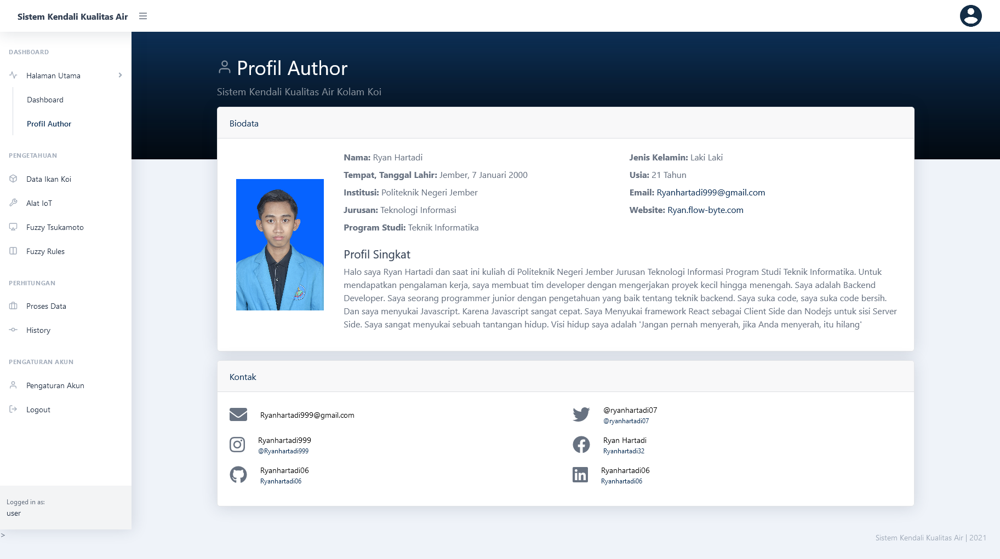 Sistem Kendali Kualitas Air
DASHBOARD
Halaman Utama
Dashboard
Profil Author
PENGETAHUAN
Data Ikan Koi
Alat IoT
Fuzzy Tsukamoto
Fuzzy Rules
PERHITUNGAN
Proses Data
History
PENGATURAN AKUN
Pengaturan Akun
Logout
Logged in as:
user
>
Profil Author
Sistem Kendali Kualitas Air Kolam Koi
Biodata
Nama: Ryan Hartadi
Tempat, Tanggal Lahir: Jember, 7 Januari 2000
Institusi: Politeknik Negeri Jember
Jurusan: Teknologi Informasi
Program Studi: Teknik Informatika
Jenis Kelamin: Laki Laki
Usia: 21 Tahun
Email: Ryanhartadi999@gmail.com
Website: Ryan.flow-byte.com
Profil Singkat
Halo saya Ryan Hartadi dan saat ini kuliah di Politeknik Negeri Jember Jurusan Teknologi Informasi Program Studi Teknik Informatika. Untuk
mendapatkan pengalaman kerja, saya membuat tim developer dengan mengerjakan proyek kecil hingga menengah. Saya adalah Backend
Developer. Saya seorang programmer junior dengan pengetahuan yang baik tentang teknik backend. Saya suka code, saya suka code bersih.
Dan saya menyukai Javascript. Karena Javascript sangat cepat. Saya Menyukai framework React sebagai Client Side dan Nodejs untuk sisi Server
Side. Saya sangat menyukai sebuah tantangan hidup. Visi hidup saya adalah 'Jangan pernah menyerah, jika Anda menyerah, itu hilang'
Kontak
Ryanhartadi999@gmail.com
Ryanhartadi999
@Ryanhartadi999
Ryanhartadi06
Ryanhartadi06
@ryanhartadi07
@ryanhartadi07
Ryan Hartadi
Ryanhartadi32
Ryanhartadi06
Ryanhartadi06
Sistem Kendali Kualitas Air | 2021